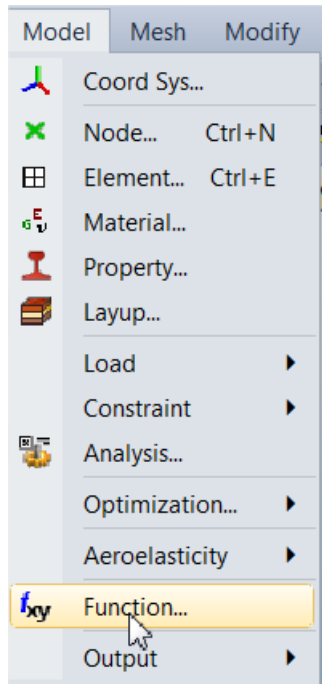 Model Mesh Modify
Coord Sys...
Node... Ctrl+N
Element... Ctrl+E
G E ν Material...
Property...
Layup...
Load
Constraint
Analysis...
Optimization...
Aeroelasticity
fxy Function...
Output